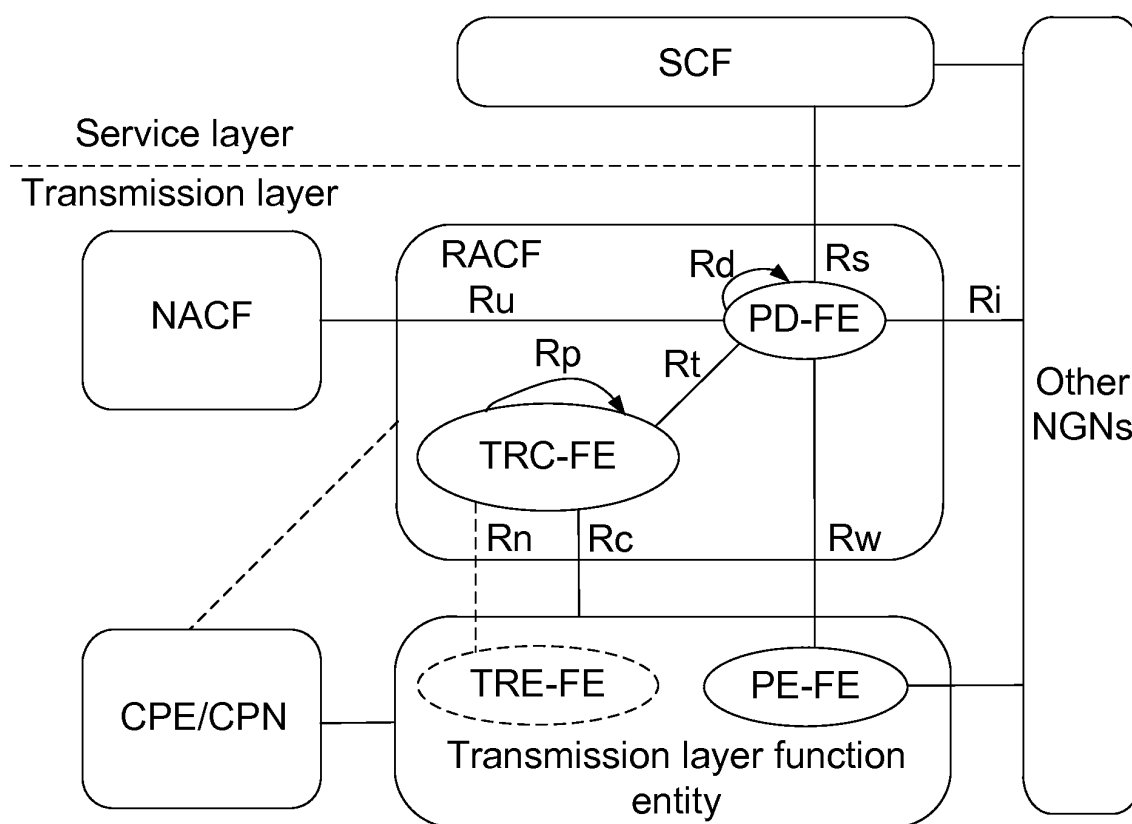 SCF
Service layer
Transmission layer
RACF
Rd
Rs
NACF
Ru
PD-FE
Ri
Rp
Rt
Other
NGNs
TRC-FE
Rn
Rc
Rw
TRE-FE
PE-FE
CPE/CPN
Transmission layer function
entity